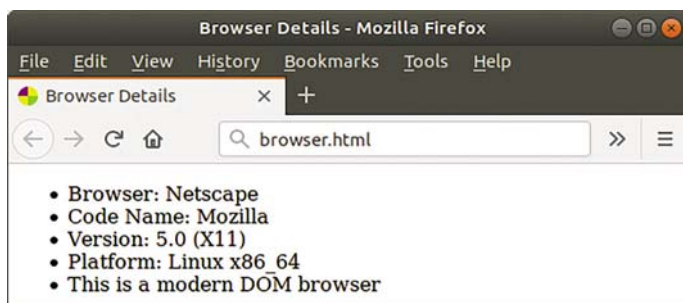 Browser Details - Mozilla Firefox
File Edit View History Bookmarks Tools Help
Browser Details
browser.html
• Browser: Netscape
• Code Name: Mozilla
• Version: 5.0 (X11)
• Platform: Linux x86_64
• This is a modern DOM browser